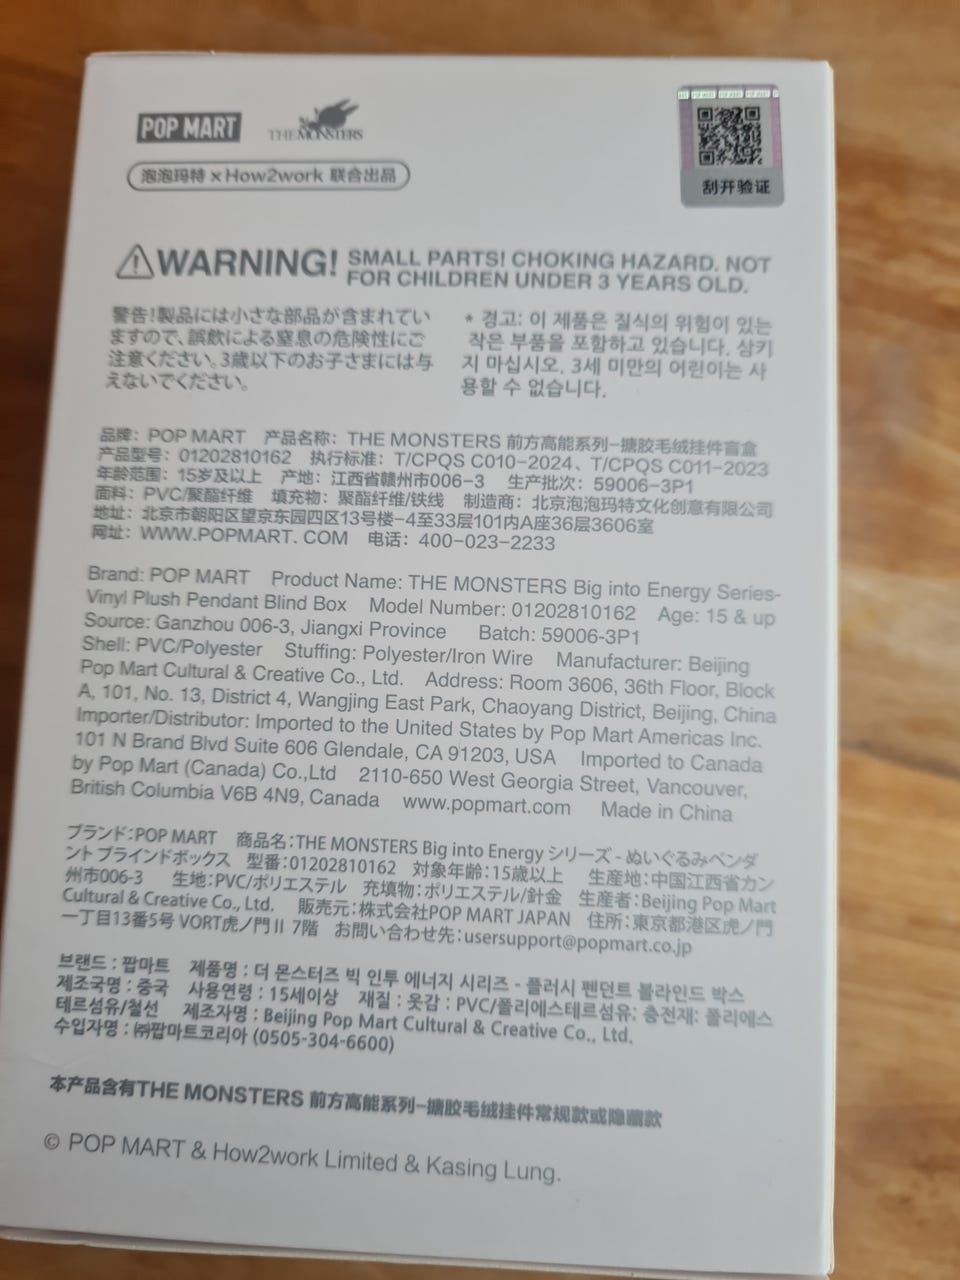 POP MART
THE MONSTERS
泡泡玛特 × How2work 联合出品
POP MART POP MART POP MART
刮开验证
WARNING! SMALL PARTS! CHOKING HAZARD. NOT
FOR CHILDREN UNDER 3 YEARS OLD.
警告!製品には小さな部品が含まれてい
ますので、誤飲による窒息の危険性にご
注意ください。3歳以下のお子さまには与
えないでください。
* 경고: 이 제품은 질식의 위험이 있는
작은 부품을 포함하고 있습니다. 삼키
지 마십시오. 3세 미만의 어린이는 사
용할 수 없습니다.
品牌: POP MART 产品名称: THE MONSTERS 前方高能系列-搪胶毛绒挂件盲盒
产品型号: 01202810162 执行标准: T/CPQS C010-2024、T/CPQS C011-2023
年龄范围: 15岁及以上 产地: 江西省赣州市006-3 生产批次: 59006-3P1
面料: PVC/聚酯纤维 填充物: 聚酯纤维/铁线 制造商: 北京泡泡玛特文化创意有限公司
地址: 北京市朝阳区望京东园四区13号楼-4至33层101内A座36层3606室
网址: WWW.POPMART.COM 电话: 400-023-2233
Brand: POP MART Product Name: THE MONSTERS Big into Energy Series-
Vinyl Plush Pendant Blind Box Model Number: 01202810162 Age: 15 & up
Source: Ganzhou 006-3, Jiangxi Province Batch: 59006-3P1
Shell: PVC/Polyester Stuffing: Polyester/Iron Wire Manufacturer: Beijing
Pop Mart Cultural & Creative Co., Ltd. Address: Room 3606, 36th Floor, Block
A, 101, No. 13, District 4, Wangjing East Park, Chaoyang District, Beijing, China
Importer/Distributor: Imported to the United States by Pop Mart Americas Inc.
101 N Brand Blvd Suite 606 Glendale, CA 91203, USA Imported to Canada
by Pop Mart (Canada) Co.,Ltd 2110-650 West Georgia Street, Vancouver,
British Columbia V6B 4N9, Canada www.popmart.com Made in China
ブランド:POP MART 商品名:THE MONSTERS Big into Energy シリーズ - ぬいぐるみペンダ
ント ブラインドボックス 型番:01202810162 対象年齢:15歳以上 生産地:中国江西省カン
州市006-3 生地:PVC/ポリエステル 充填物:ポリエステル/針金 生産者:Beijing Pop Mart
Cultural & Creative Co., Ltd. 販売元:株式会社POP MART JAPAN 住所:東京都港区虎ノ門
一丁目13番5号 VORT虎ノ門Ⅱ 7階 お問い合わせ先:usersupport@popmart.co.jp
브랜드 : 팝마트 제품명 : 더 몬스터즈 빅 인투 에너지 시리즈 - 플러시 펜던트 블라인드 박스
제조국명 : 중국 사용연령 : 15세이상 재질 : 옷감 : PVC/폴리에스테르섬유; 충전재: 폴리에스
테르섬유/철선 제조자명 : Beijing Pop Mart Cultural & Creative Co., Ltd.
수입자명 : ㈜팝마트코리아 (0505-304-6600)
本产品含有THE MONSTERS 前方高能系列-搪胶毛绒挂件常规款或隐藏款
© POP MART & How2work Limited & Kasing Lung.